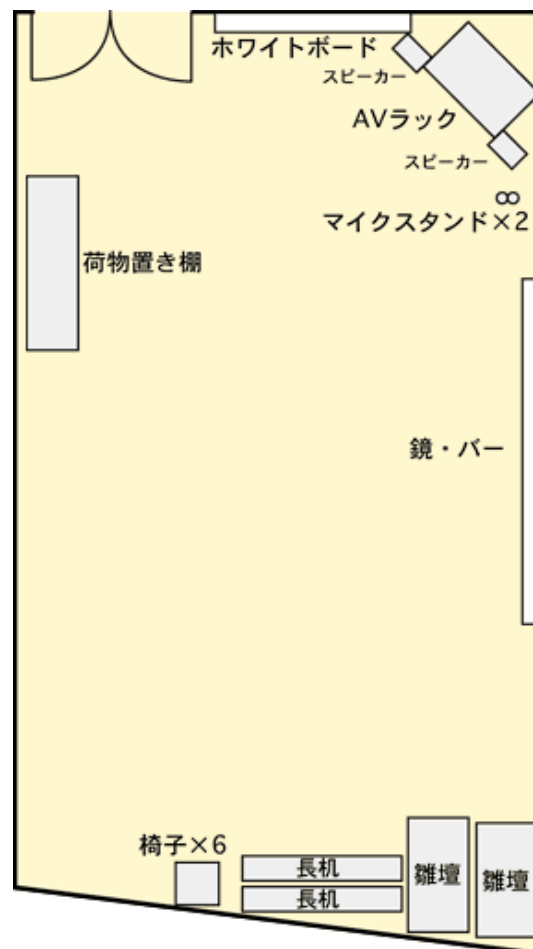 ホワイトボード
スピーカー
AVラック
スピーカー
マイクスタンド×2
荷物置き棚
鏡・バー
椅子×6
長机
長机
雛壇
雛壇